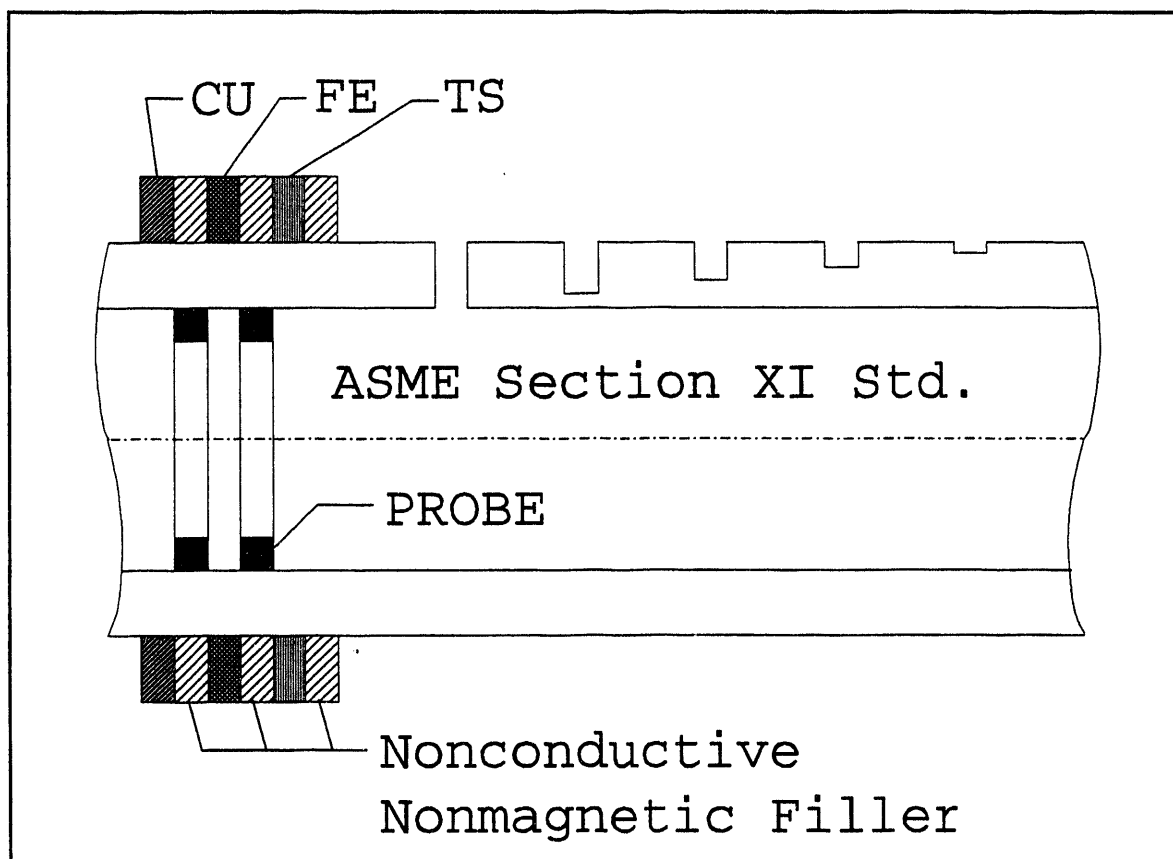 CU FE TS
ASME Section XI Std.
PROBE
Nonconductive
Nonmagnetic Filler